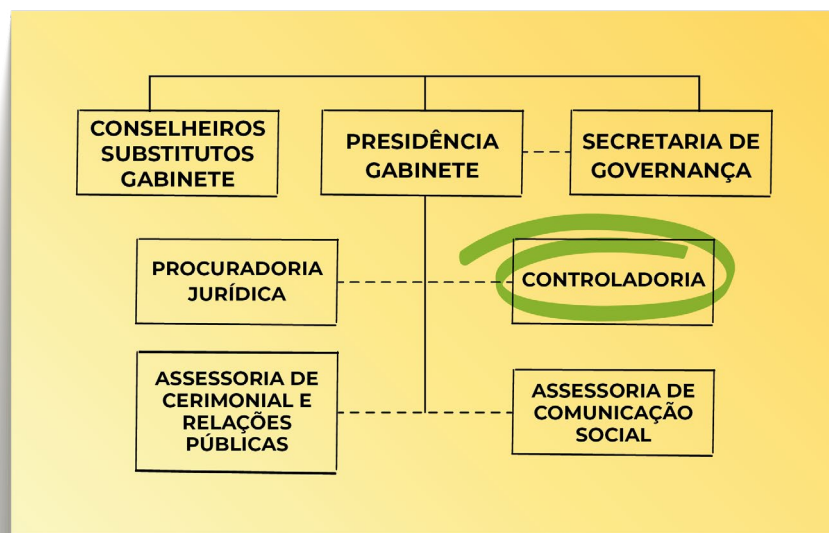 CONSELHEIROS
SUBSTITUTOS
GABINETE
PRESIDÊNCIA
GABINETE
SECRETARIA DE
GOVERNANÇA
PROCURADORIA
JURÍDICA
CONTROLADORIA
ASSESSORIA DE
CERIMONIAL E
RELAÇÕES
PÚBLICAS
ASSESSORIA DE
COMUNICAÇÃO
SOCIAL